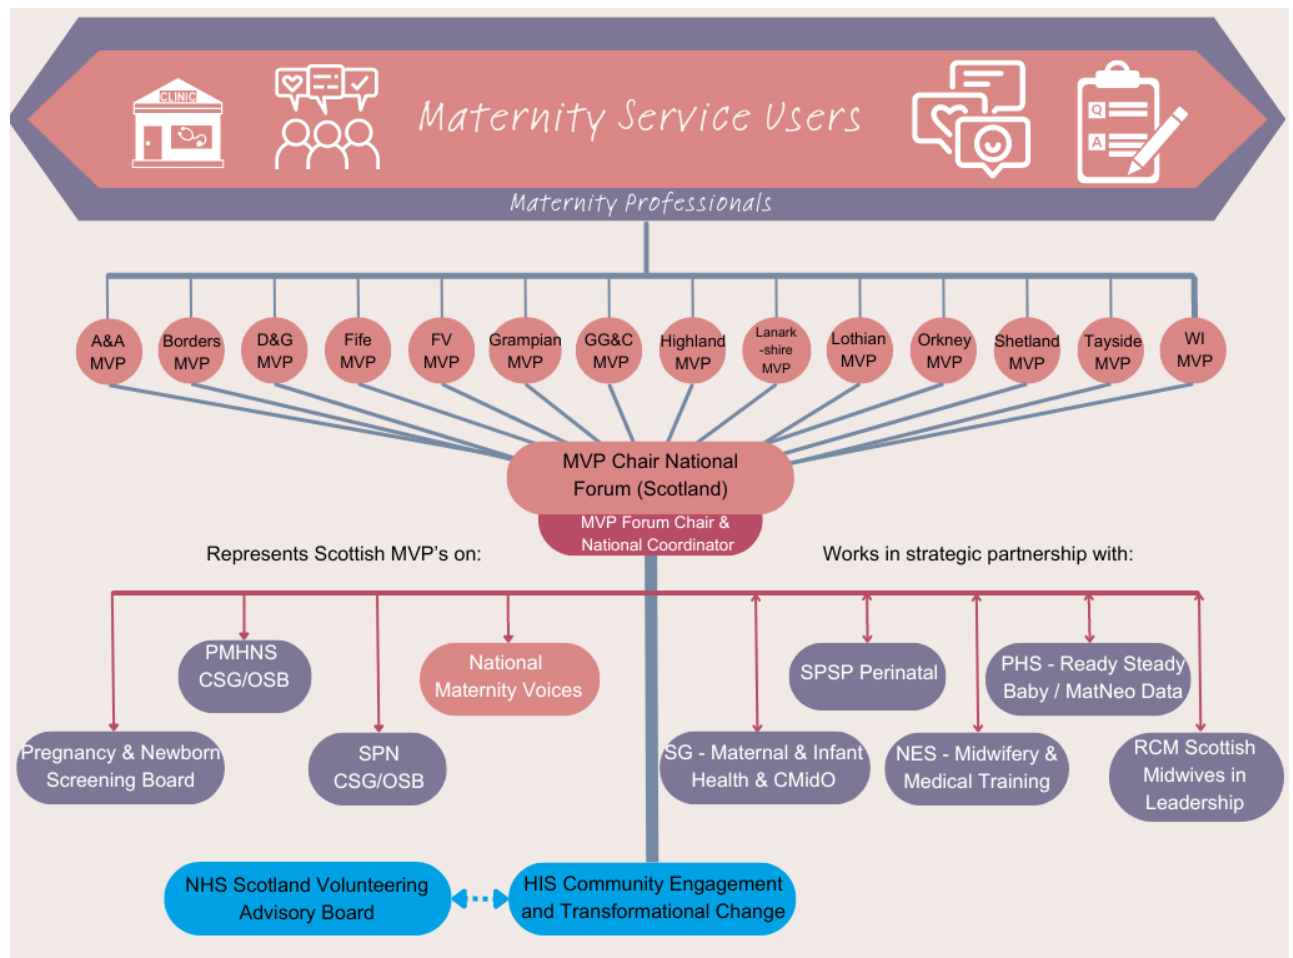 CLINIC
Maternity Service Users
Q
A
Maternity Professionals
A&A
MVP
Borders
MVP
D&G
MVP
Fife
MVP
FV
MVP
Grampian
MVP
GG&C
MVP
Highland
MVP
Lanark
-shire
MVP
Lothian
MVP
Orkney
MVP
Shetland
MVP
Tayside
MVP
WI
MVP
MVP Chair National
Forum (Scotland)
MVP Forum Chair &
National Coordinator
Represents Scottish MVP's on:
Works in strategic partnership with:
PMHNS
CSG/OSB
National
Maternity Voices
Pregnancy & Newborn
Screening Board
SPN
CSG/OSB
SPSP Perinatal
PHS - Ready Steady
Baby / MatNeo Data
SG - Maternal & Infant
Health & CMidO
NES - Midwifery &
Medical Training
RCM Scottish
Midwives in
Leadership
NHS Scotland Volunteering
Advisory Board
HIS Community Engagement
and Transformational Change